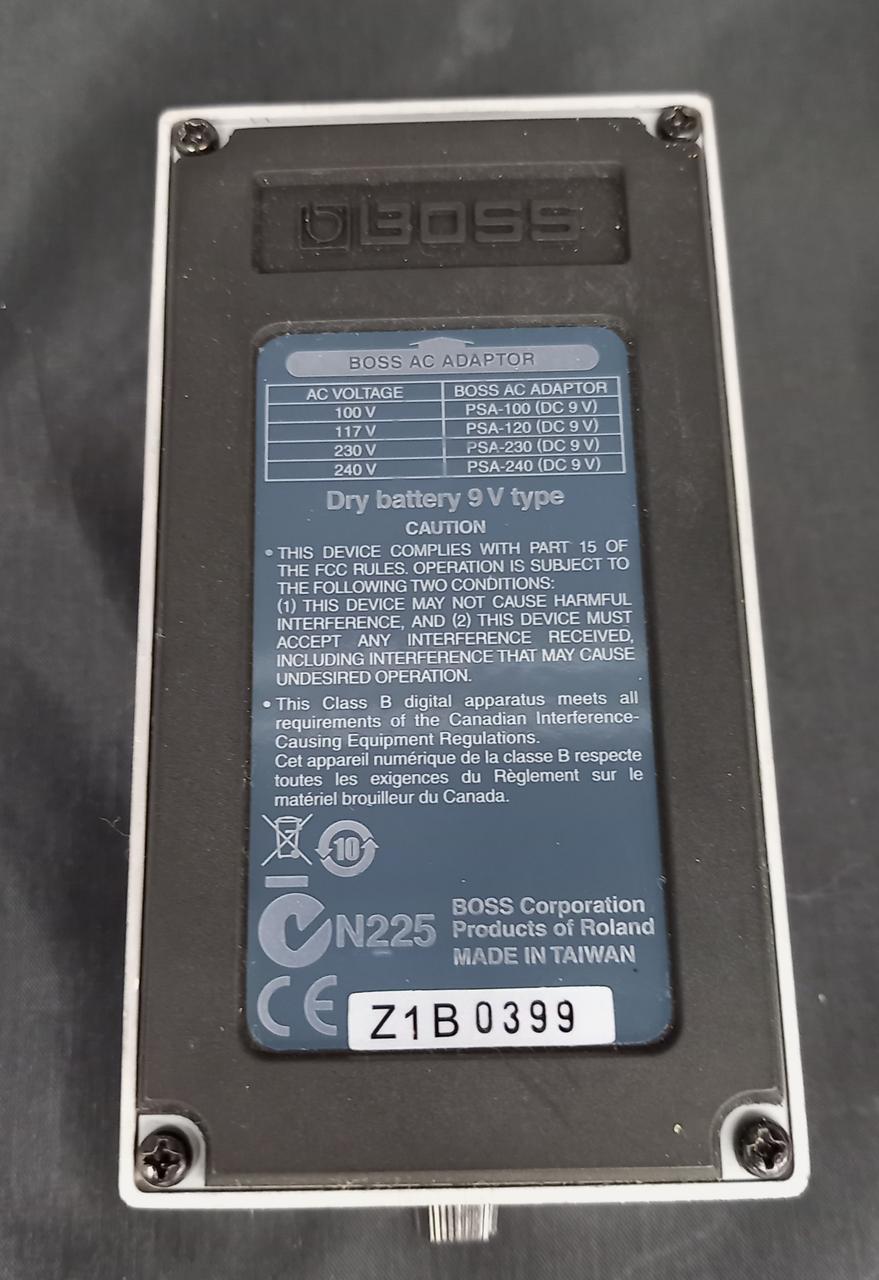 BOSS
BOSS AC ADAPTOR
AC VOLTAGE BOSS AC ADAPTOR
100 V PSA-100 (DC 9 V)
117 V PSA-120 (DC 9 V)
230 V PSA-230 (DC 9 V)
240 V PSA-240 (DC 9 V)
Dry battery 9 V type
CAUTION
• THIS DEVICE COMPLIES WITH PART 15 OF
THE FCC RULES. OPERATION IS SUBJECT TO
THE FOLLOWING TWO CONDITIONS:
(1) THIS DEVICE MAY NOT CAUSE HARMFUL
INTERFERENCE, AND (2) THIS DEVICE MUST
ACCEPT ANY INTERFERENCE RECEIVED,
INCLUDING INTERFERENCE THAT MAY CAUSE
UNDESIRED OPERATION.
• This Class B digital apparatus meets all
requirements of the Canadian Interference-
Causing Equipment Regulations.
Cet appareil numérique de la classe B respecte
toutes les exigences du Règlement sur le
matériel brouilleur du Canada.
10
N225
BOSS Corporation
Products of Roland
MADE IN TAIWAN
CE
Z1B0399